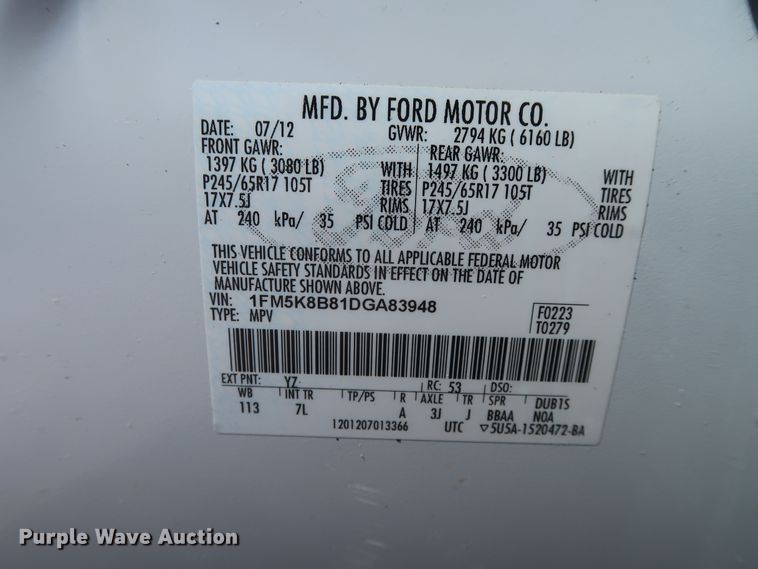 MFD. BY FORD MOTOR CO.
DATE: 07/12 GVWR: 2794 KG ( 6160 LB)
FRONT GAWR: REAR GAWR:
1397 KG ( 3080 LB) WITH 1497 KG ( 3300 LB) WITH
P245/65R17 105T TIRES P245/65R17 105T TIRES
17X7.5J RIMS 17X7.5J RIMS
AT 240 kPa/ 35 PSI COLD AT 240 kPa/ 35 PSI COLD
Ford
THIS VEHICLE CONFORMS TO ALL APPLICABLE FEDERAL MOTOR
VEHICLE SAFETY STANDARDS IN EFFECT ON THE DATE OF
MANUFACTURE SHOWN ABOVE.
VIN: 1FM5K8B81DGA83948 F0223
TYPE: MPV T0279
EXT PNT: YZ RC: 53 DSO:
WB INT TR TP/PS R AXLE TR SPR DUBTS
113 7L A 3J J BBAA NOA
1201207013366 UTC ▽5U5A-1520472-BA
Purple Wave Auction